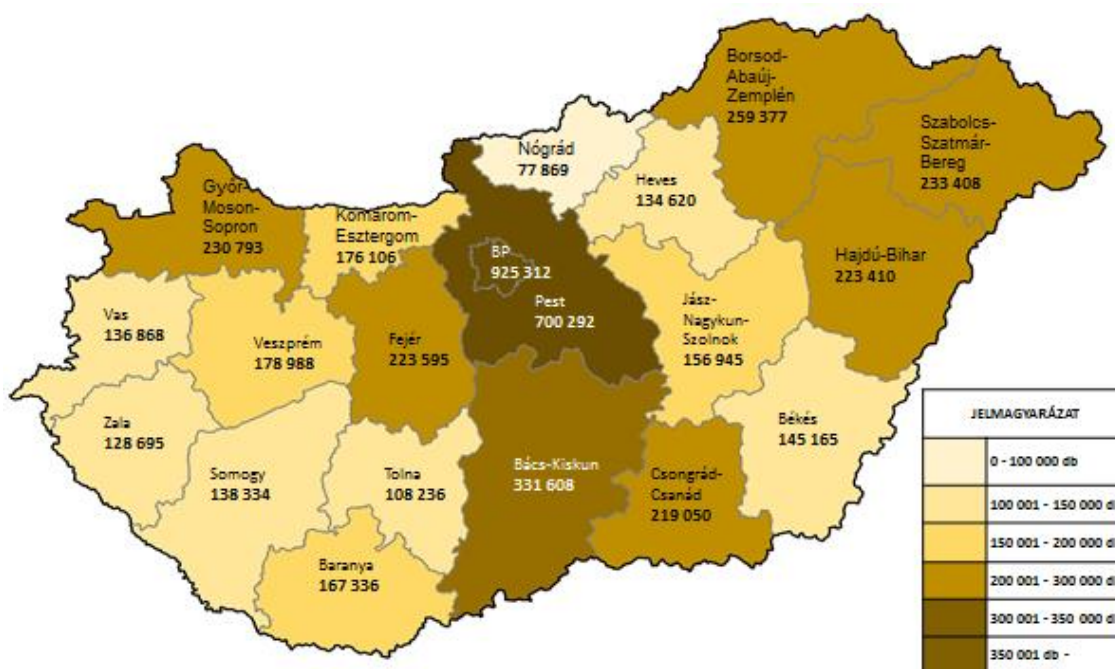 Borsod-
Abaúj-
Zemplén
259 377
Szabolcs-
Szatmár-
Bereg
233 408
Nógrád
77 869
Heves
134 620
Győr-
Moson-
Sopron
230 793
Komárom-
Esztergom
176 106
BP
925 312
Hajdú-Bihar
223 410
Pest
700 292
Jász-
Nagykun-
Szolnok
156 945
Vas
136 868
Veszprém
178 988
Fejér
223 595
Zala
128 695
Békés
145 165
Somogy
138 334
Tolna
108 236
Bács-Kiskun
331 608
Csongrád-
Csanád
219 050
Baranya
167 336
JELMAGYARÁZAT
0 - 100 000 db
100 001 - 150 000 d
150 001 - 200 000 d
200 001 - 300 000 d
300 001 - 350 000 d
350 001 db -